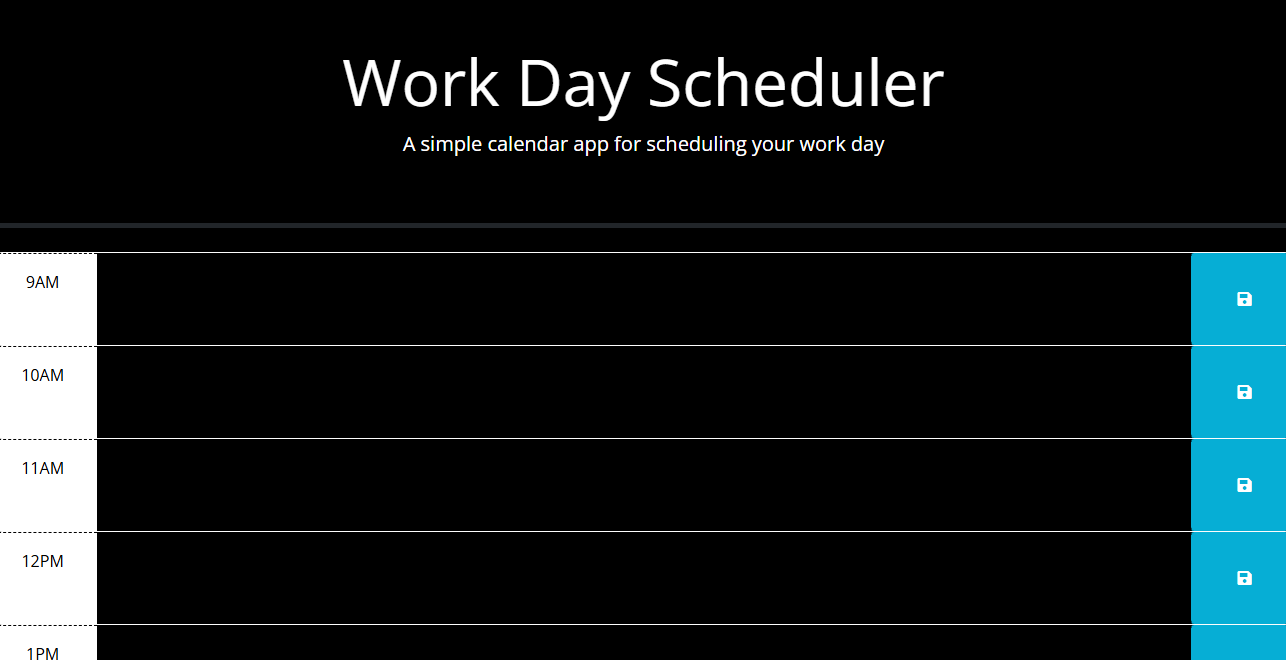 Work Day Scheduler
A simple calendar app for scheduling your work day
9AM
10AM
11AM
12PM
1PM